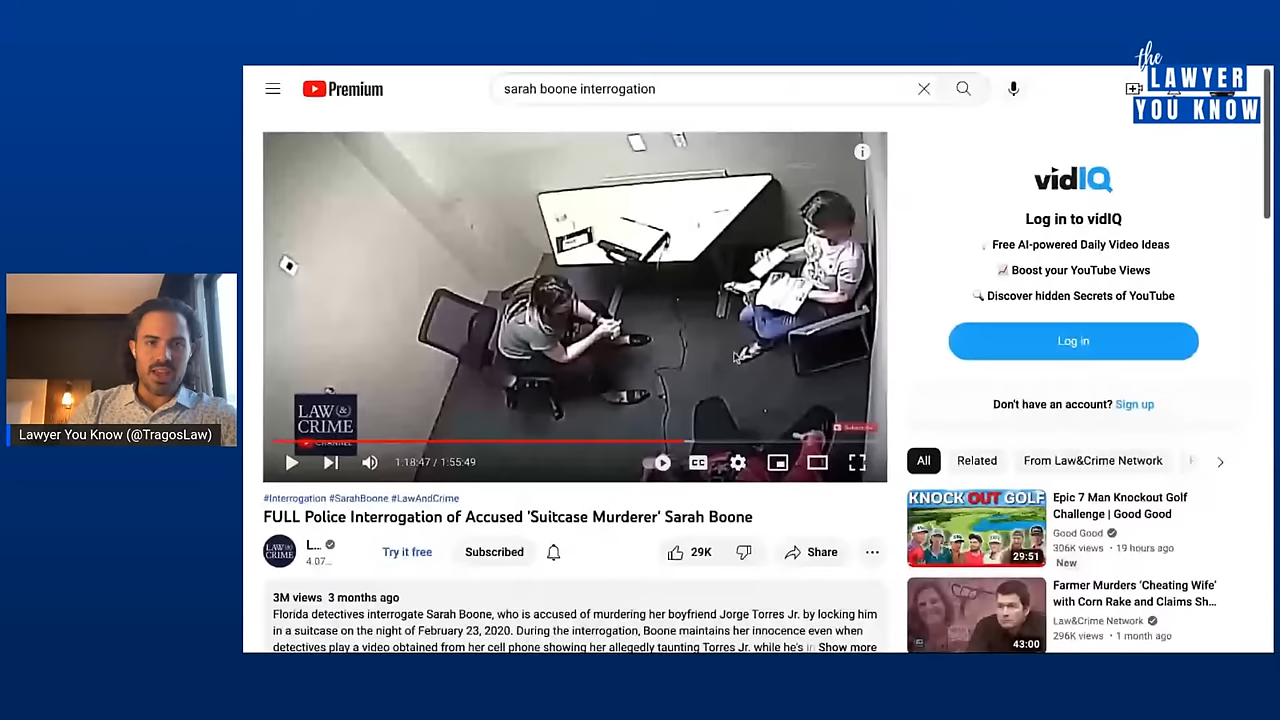 the
LAWYER
YOU KNOW
Premium
sarah boone interrogation
LAW &
CRIME
CHANNEL
Subscribe
1:18:47 / 1:55:49
CC
Lawyer You Know (@TragosLaw)
#Interrogation #SarahBoone #LawAndCrime
FULL Police Interrogation of Accused 'Suitcase Murderer' Sarah Boone
LAW&
CRIME
L...
4.07...
Try it free
Subscribed
29K
Share
3M views 3 months ago
Florida detectives interrogate Sarah Boone, who is accused of murdering her boyfriend Jorge Torres Jr. by locking him
in a suitcase on the night of February 23, 2020. During the interrogation, Boone maintains her innocence even when
detectives play a video obtained from her cell phone showing her allegedly taunting Torres Jr. while he's in Show more
vidIQ
Log in to vidIQ
Free AI-powered Daily Video Ideas
Boost your YouTube Views
Discover hidden Secrets of YouTube
Log in
Don't have an account? Sign up
All
Related
From Law&Crime Network
KNOCK OUT GOLF
29:51
Epic 7 Man Knockout Golf
Challenge | Good Good
Good Good
306K views • 19 hours ago
New
43:00
Farmer Murders ‘Cheating Wife’
with Corn Rake and Claims Sh...
Law&Crime Network
296K views • 1 month ago